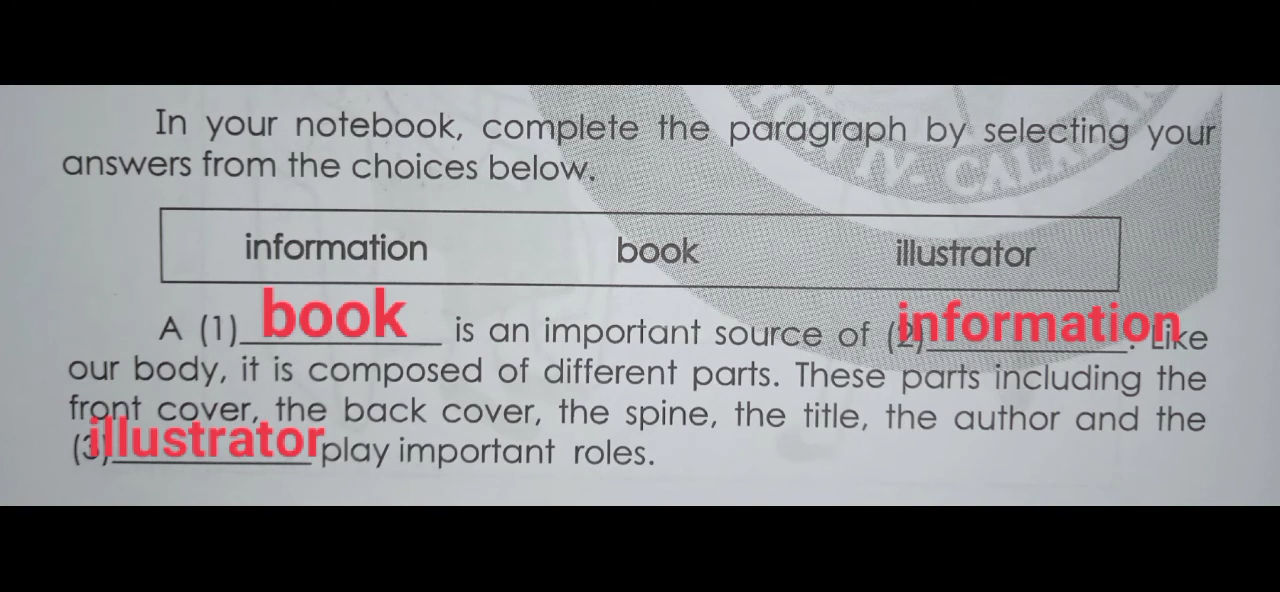 In your notebook, complete the paragraph by selecting your
answers from the choices below.
information book illustrator
A (1) book is an important source of (2) information. Like
our body, it is composed of different parts. These parts including the
front cover, the back cover, the spine, the title, the author and the
(3) illustrator play important roles.
IV- CALABAR